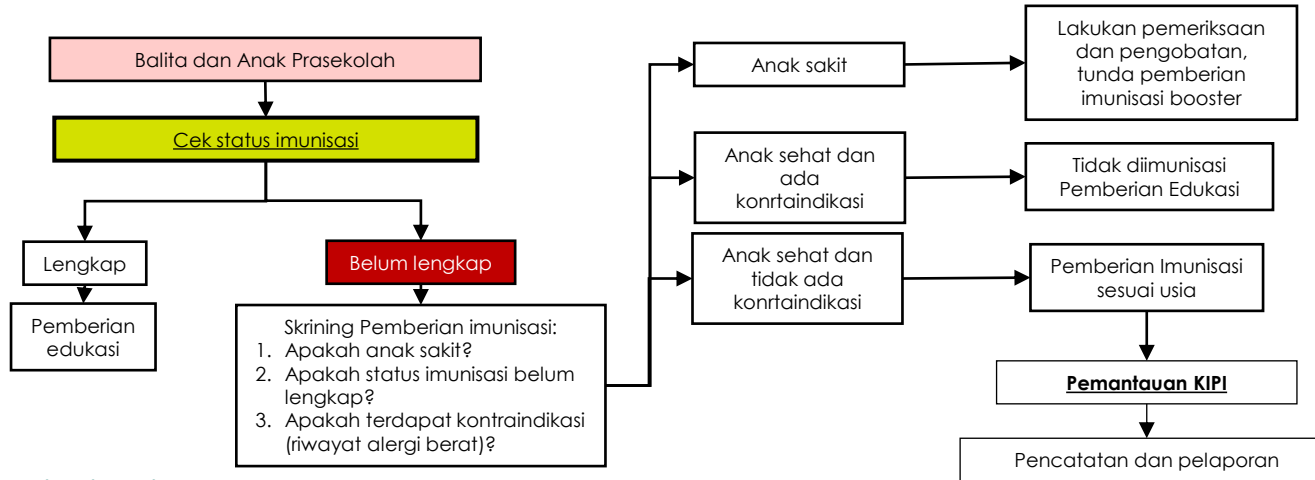 Balita dan Anak Prasekolah
Cek status imunisasi
Lengkap
Pemberian
edukasi
Belum lengkap
Skrining Pemberian imunisasi:
1. Apakah anak sakit?
2. Apakah status imunisasi belum
lengkap?
3. Apakah terdapat kontraindikasi
(riwayat alergi berat)?
Anak sakit
Lakukan pemeriksaan
dan pengobatan,
tunda pemberian
imunisasi booster
Anak sehat dan
ada
konrtaindikasi
Tidak diimunisasi
Pemberian Edukasi
Anak sehat dan
tidak ada
konrtaindikasi
Pemberian Imunisasi
sesuai usia
Pemantauan KIPI
Pencatatan dan pelaporan